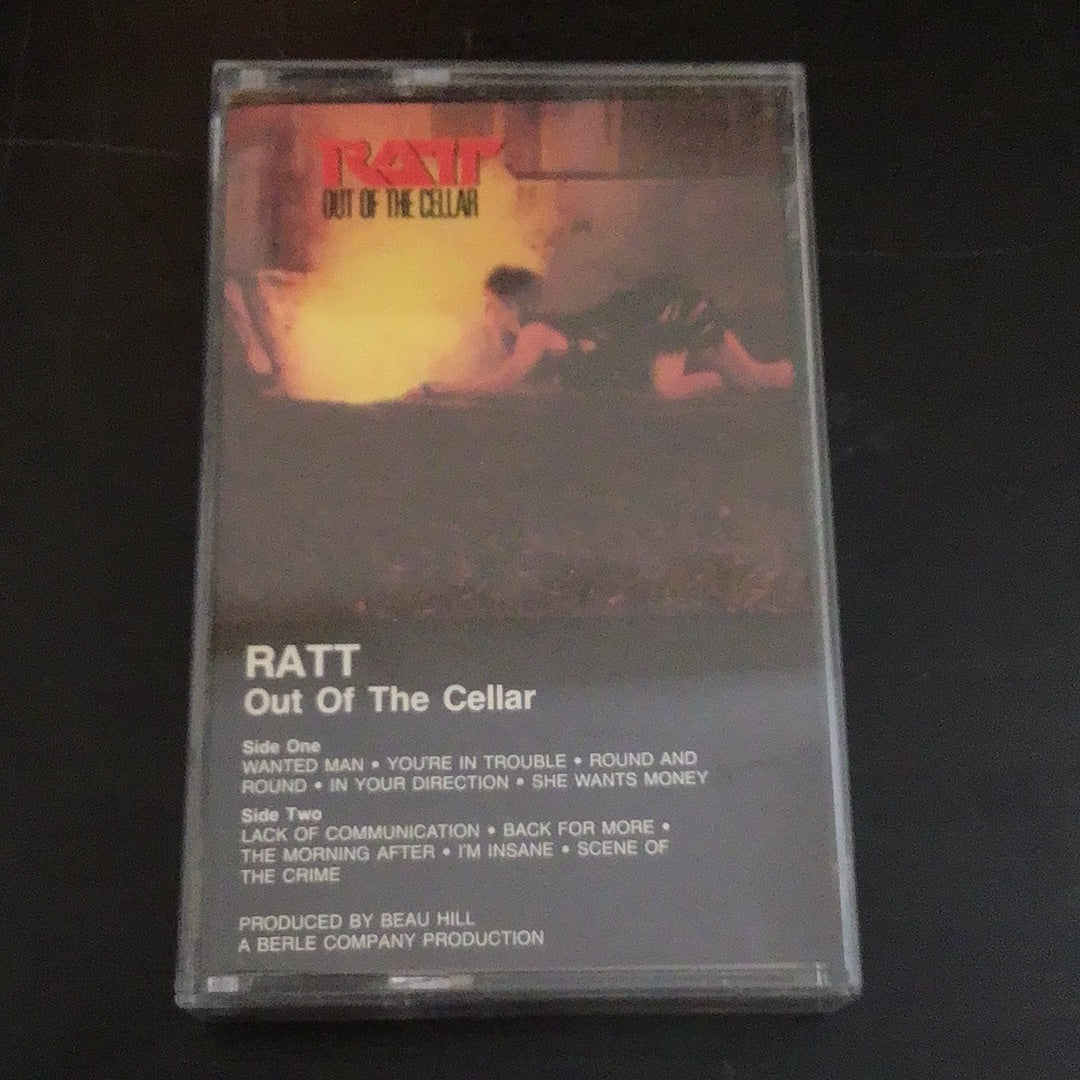 RATT
OUT OF THE CELLAR
RATT
Out Of The Cellar
Side One
WANTED MAN • YOU'RE IN TROUBLE • ROUND AND
ROUND • IN YOUR DIRECTION • SHE WANTS MONEY
Side Two
LACK OF COMMUNICATION • BACK FOR MORE •
THE MORNING AFTER • I'M INSANE • SCENE OF
THE CRIME
PRODUCED BY BEAU HILL
A BERLE COMPANY PRODUCTION